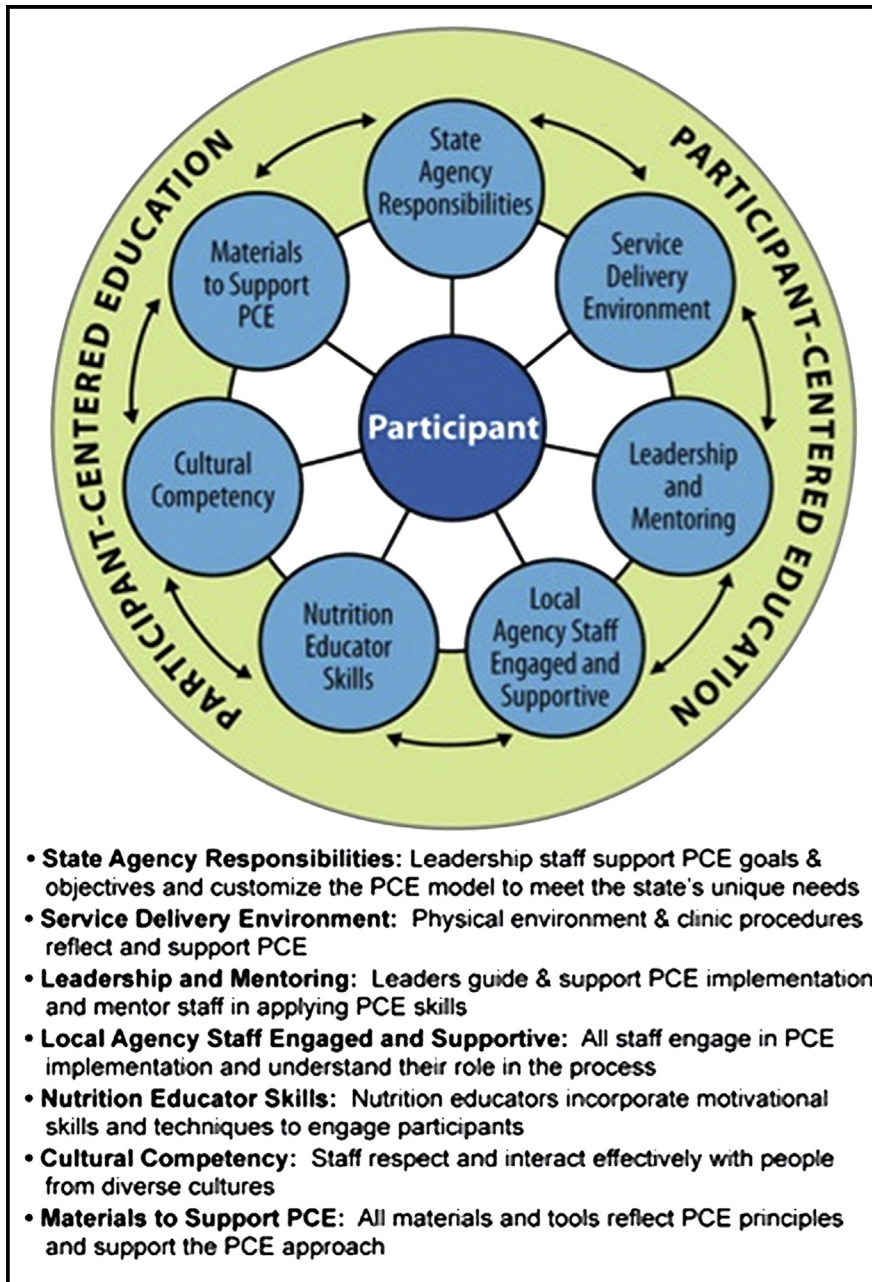 PARTICIPANT-CENTERED EDUCATION
PARTICIPANT-CENTERED EDUCATION
State
Agency
Responsibilities
Service
Delivery
Environment
Leadership
and
Mentoring
Local
Agency Staff
Engaged and
Supportive
Nutrition
Educator
Skills
Cultural
Competency
Materials
to Support
PCE
Participant
• State Agency Responsibilities: Leadership staff support PCE goals &
objectives and customize the PCE model to meet the state's unique needs
• Service Delivery Environment: Physical environment & clinic procedures
reflect and support PCE
• Leadership and Mentoring: Leaders guide & support PCE implementation
and mentor staff in applying PCE skills
• Local Agency Staff Engaged and Supportive: All staff engage in PCE
implementation and understand their role in the process
• Nutrition Educator Skills: Nutrition educators incorporate motivational
skills and techniques to engage participants
• Cultural Competency: Staff respect and interact effectively with people
from diverse cultures
• Materials to Support PCE: All materials and tools reflect PCE principles
and support the PCE approach